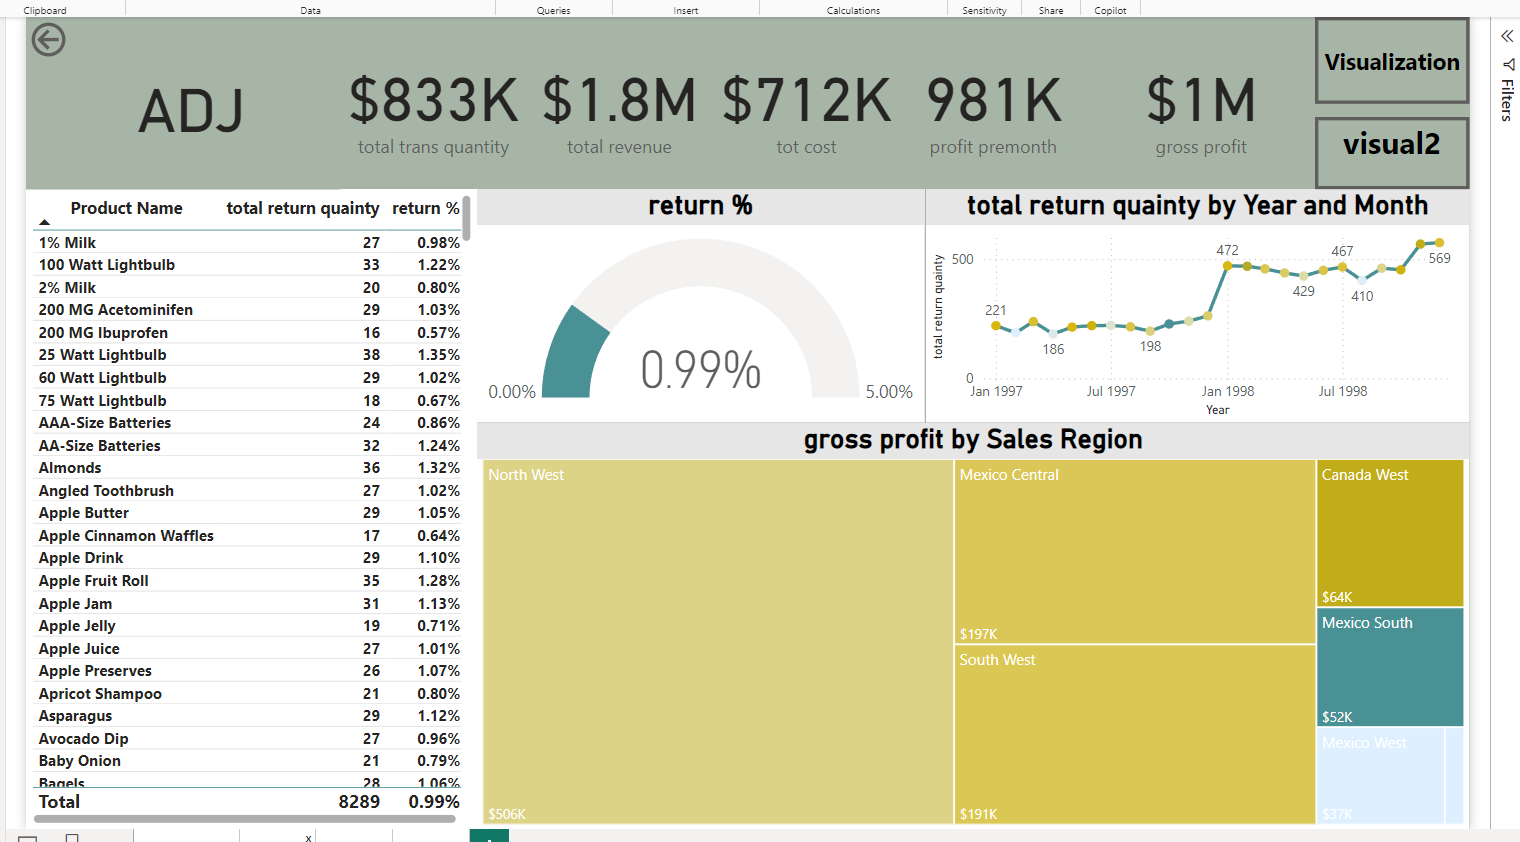 Clipboard Data Queries Insert Calculations Sensitivity Share Copilot
ADJ
$833K
total trans quantity
$1.8M
total revenue
$712K
tot cost
981K
profit premonth
$1M
gross profit
Visualization
visual2
Filters
Product Name total return quainty return %
1% Milk 27 0.98%
100 Watt Lightbulb 33 1.22%
2% Milk 20 0.80%
200 MG Acetominifen 29 1.03%
200 MG Ibuprofen 16 0.57%
25 Watt Lightbulb 38 1.35%
60 Watt Lightbulb 29 1.02%
75 Watt Lightbulb 18 0.67%
AAA-Size Batteries 24 0.86%
AA-Size Batteries 32 1.24%
Almonds 36 1.32%
Angled Toothbrush 27 1.02%
Apple Butter 29 1.05%
Apple Cinnamon Waffles 17 0.64%
Apple Drink 29 1.10%
Apple Fruit Roll 35 1.28%
Apple Jam 31 1.13%
Apple Jelly 19 0.71%
Apple Juice 27 1.01%
Apple Preserves 26 1.07%
Apricot Shampoo 21 0.80%
Asparagus 29 1.12%
Avocado Dip 27 0.96%
Baby Onion 21 0.79%
Bagels 28 1.06%
Total 8289 0.99%
return %
0.99%
0.00%
5.00%
total return quainty by Year and Month
total return quainty
500
0
221
186
198
472
429
467
410
569
Jan 1997 Jul 1997 Jan 1998 Jul 1998
Year
gross profit by Sales Region
North West
$506K
Mexico Central
$197K
South West
$191K
Canada West
$64K
Mexico South
$52K
Mexico West
$37K
x